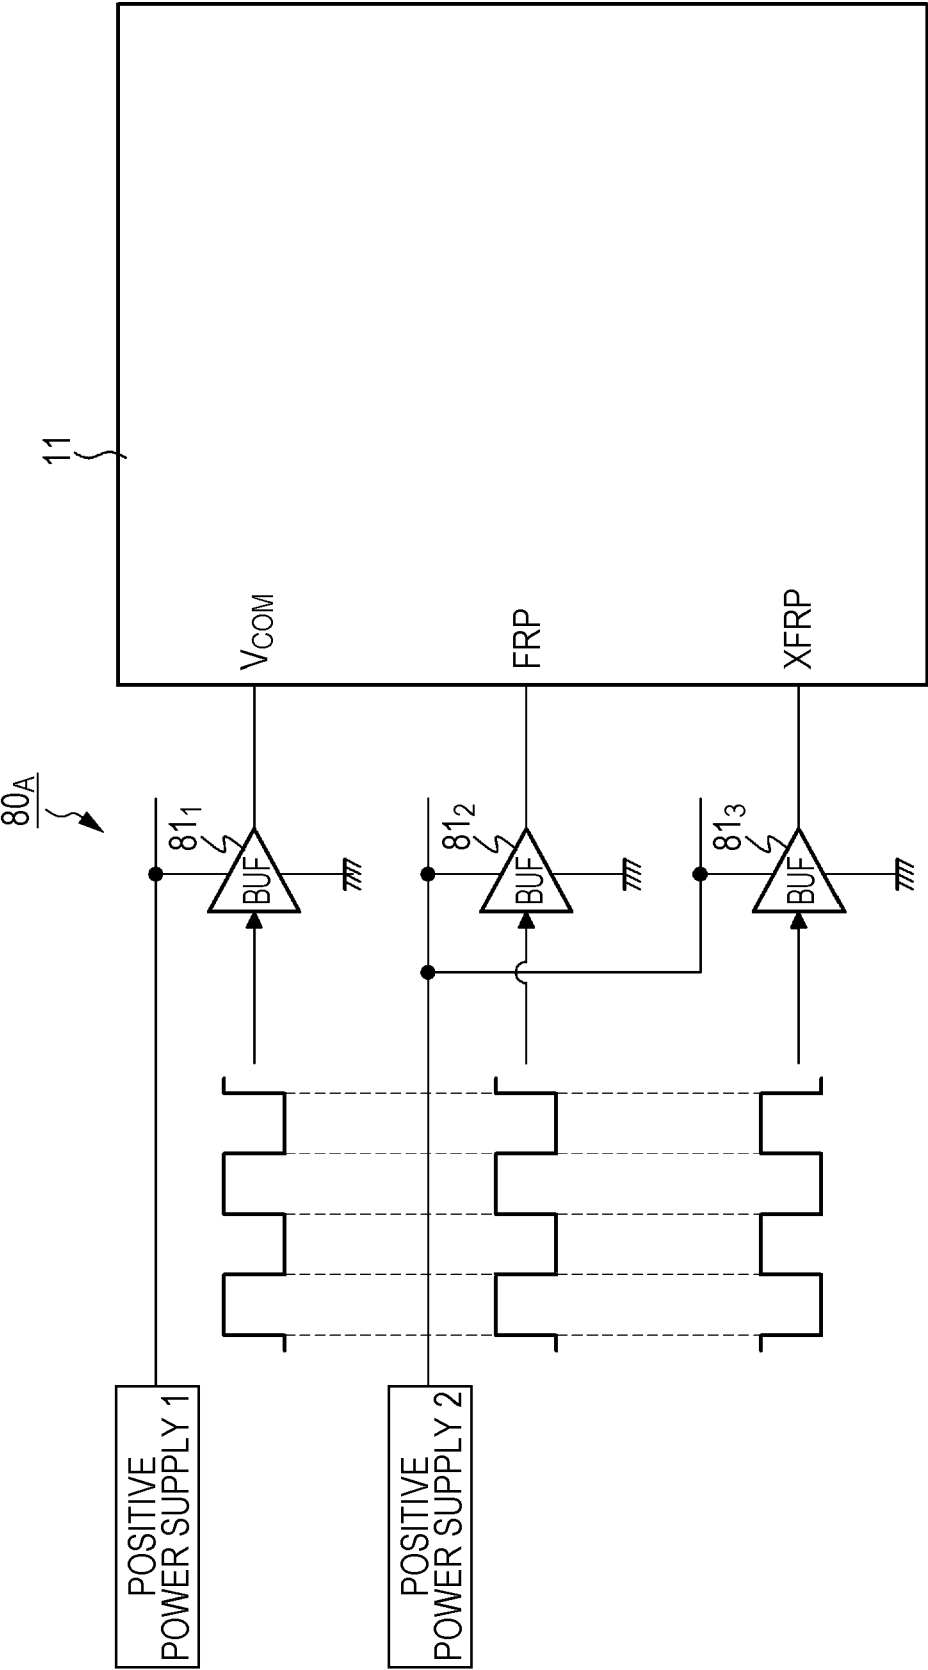 80A
11
POSITIVE
POWER SUPPLY 1
811
BUF
VCOM
POSITIVE
POWER SUPPLY 2
812
BUF
FRP
813
BUF
XFRP